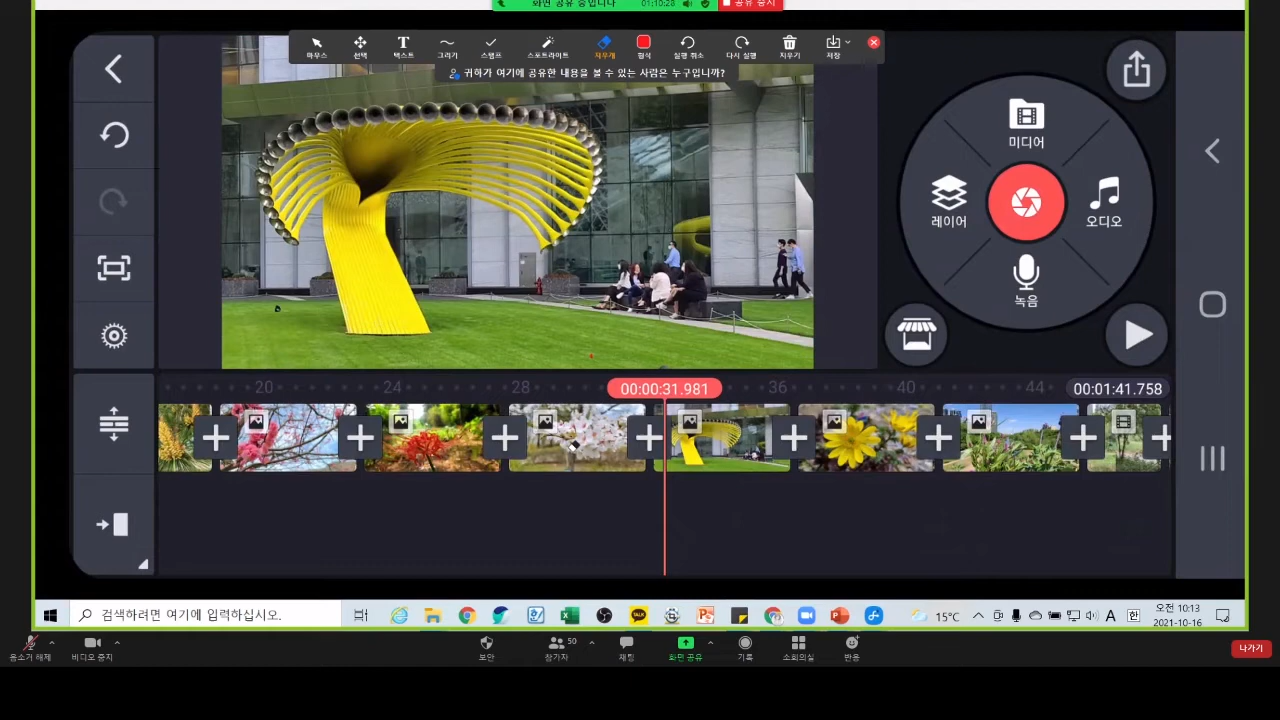 화면 공유 중입니다 01:10:28 공유 중지
마우스 선택 텍스트 그리기 스탬프 스포트라이트 지우개 형식 실행 취소 다시 실행 지우기 저장
귀하가 여기에 공유한 내용을 볼 수 있는 사람은 누구입니까?
미디어
레이어
오디오
녹음
20 24 28 00:00:31.981 36 40 44 00:01:41.758
검색하려면 여기에 입력하십시오.
TALK
15°C
A
한
오전 10:13
2021-10-16
음소거 해제 비디오 중지 보안 참가자 50 채팅 화면 공유 기록 소회의실 반응 나가기